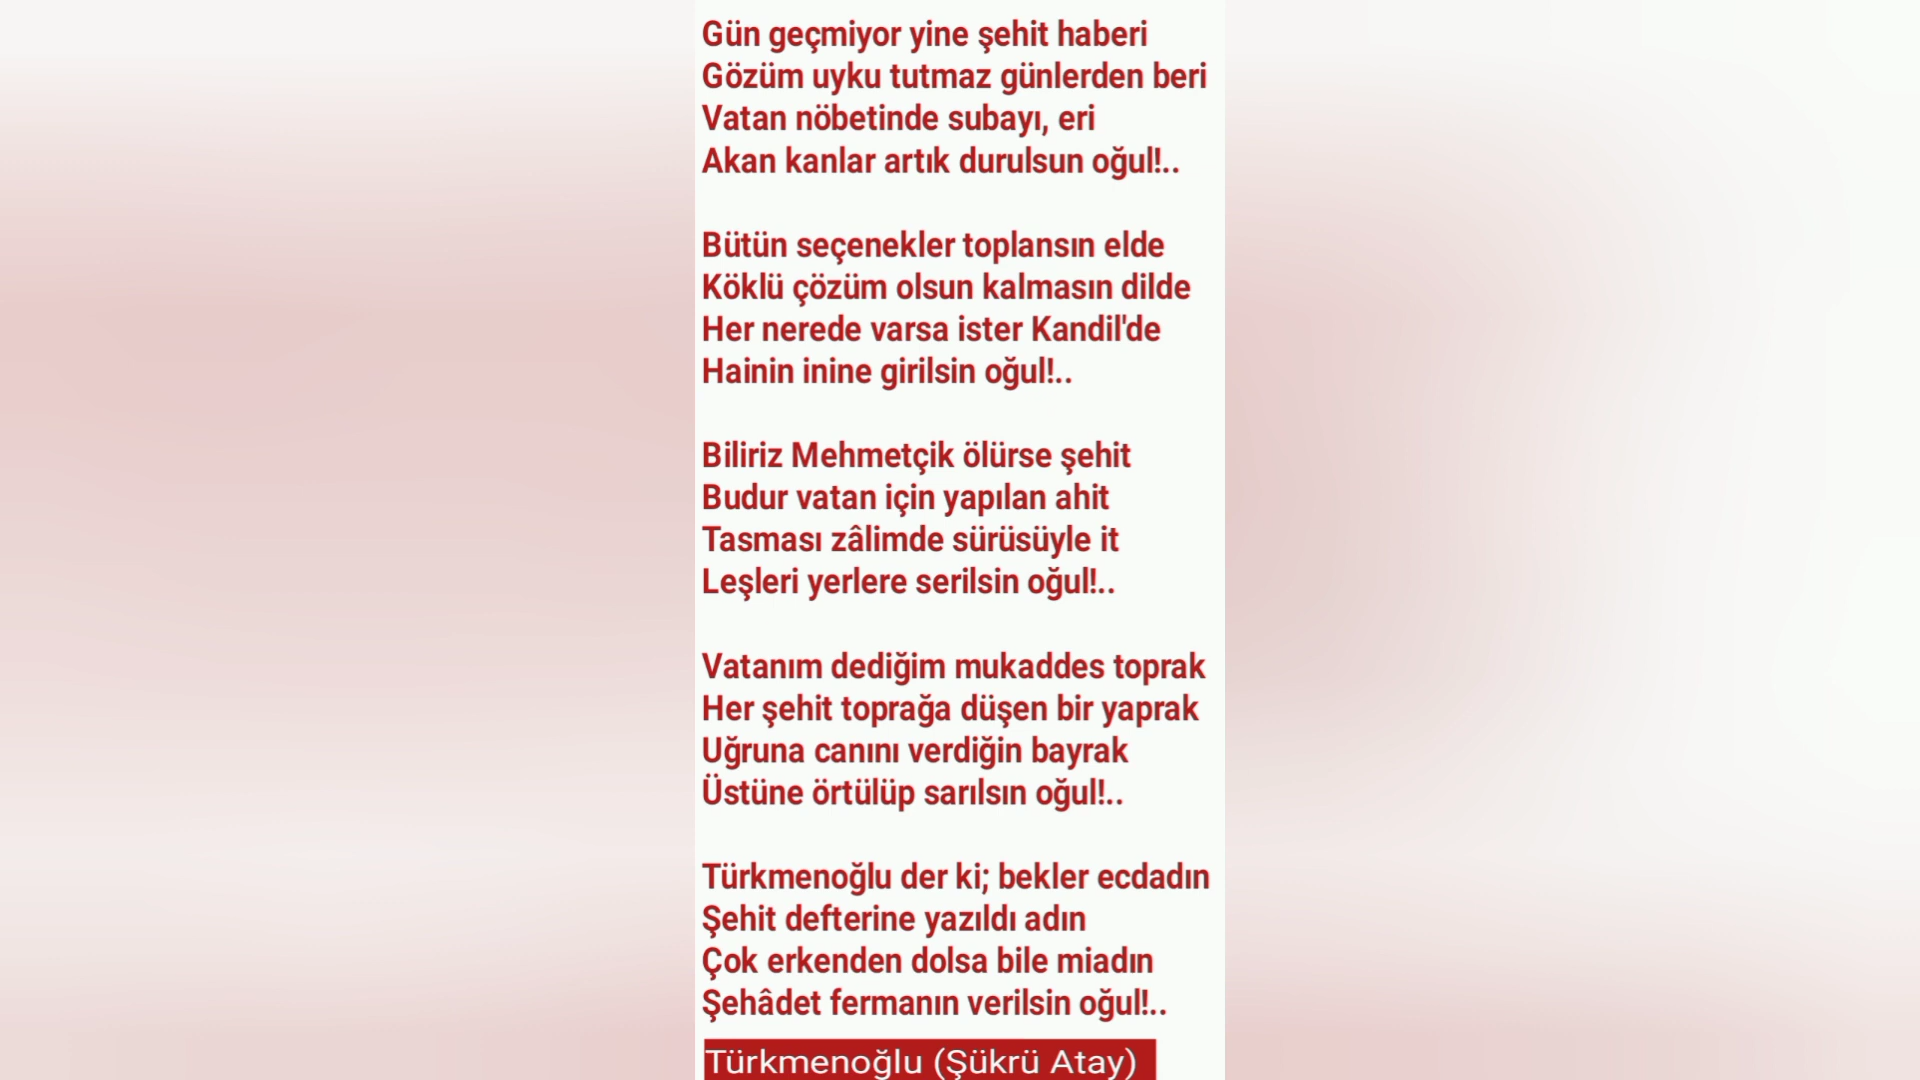 Gün geçmiyor yine şehit haberi
Gözüm uyku tutmaz günlerden beri
Vatan nöbetinde subayı, eri
Akan kanlar artık durulsun oğul!..
Bütün seçenekler toplansın elde
Köklü çözüm olsun kalmasın dilde
Her nerede varsa ister Kandil'de
Hainin inine girilsin oğul!..
Biliriz Mehmetçik ölürse şehit
Budur vatan için yapılan ahit
Tasması zâlimde sürüsüyle it
Leşleri yerlere serilsin oğul!..
Vatanım dediğim mukaddes toprak
Her şehit toprağa düşen bir yaprak
Uğruna canını verdiğin bayrak
Üstüne örtülüp sarılsın oğul!..
Türkmenoğlu der ki; bekler ecdadın
Şehit defterine yazıldı adın
Çok erkenden dolsa bile miadın
Şehâdet fermanın verilsin oğul!..
Türkmenoğlu (Şükrü Atay)